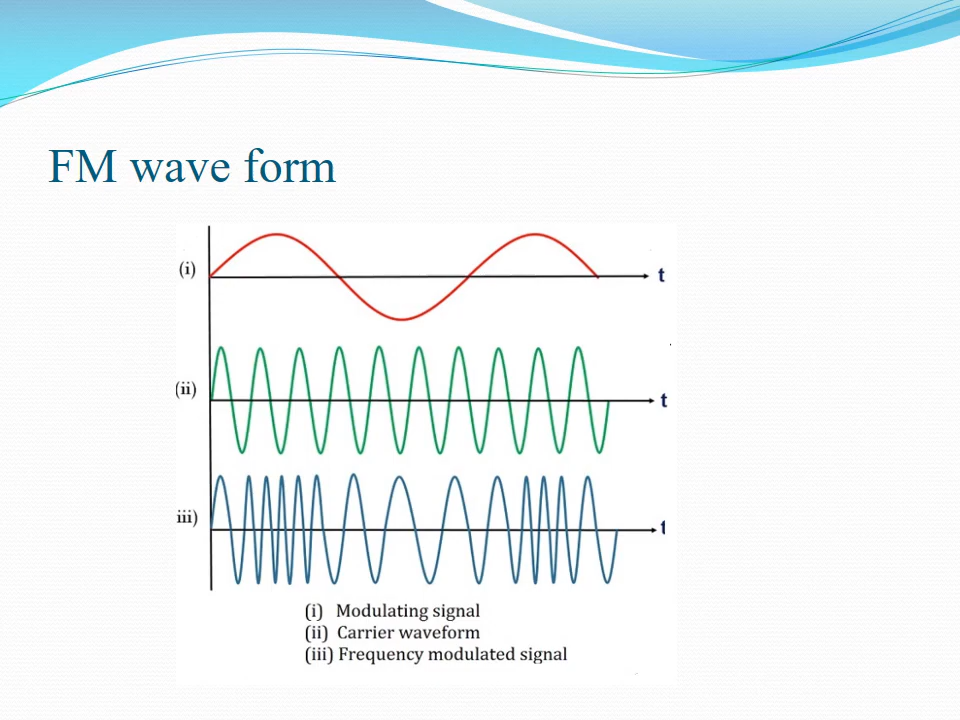 FM wave form
(i)
t
(ii)
t
iii)
t
(i) Modulating signal
(ii) Carrier waveform
(iii) Frequency modulated signal